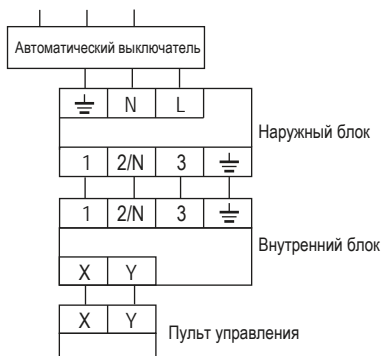 Автоматический выключатель
N L
Наружный блок
1 2/N 3
1 2/N 3
Внутренний блок
X Y
X Y
Пульт управления